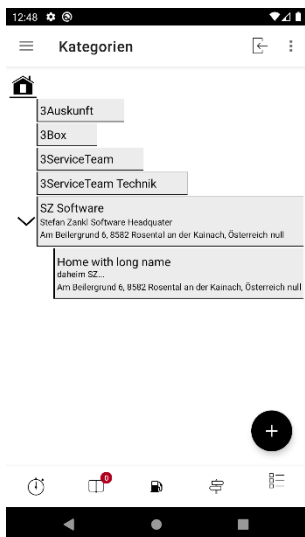 12:48
Kategorien
3Auskunft
3Box
3ServiceTeam
3ServiceTeam Technik
SZ Software
Stefan Zankl Software Headquater
Am Beilergrund 6, 8582 Rosental an der Kainach, Österreich null
Home with long name
daheim SZ...
Am Beilergrund 6, 8582 Rosental an der Kainach, Österreich null
0